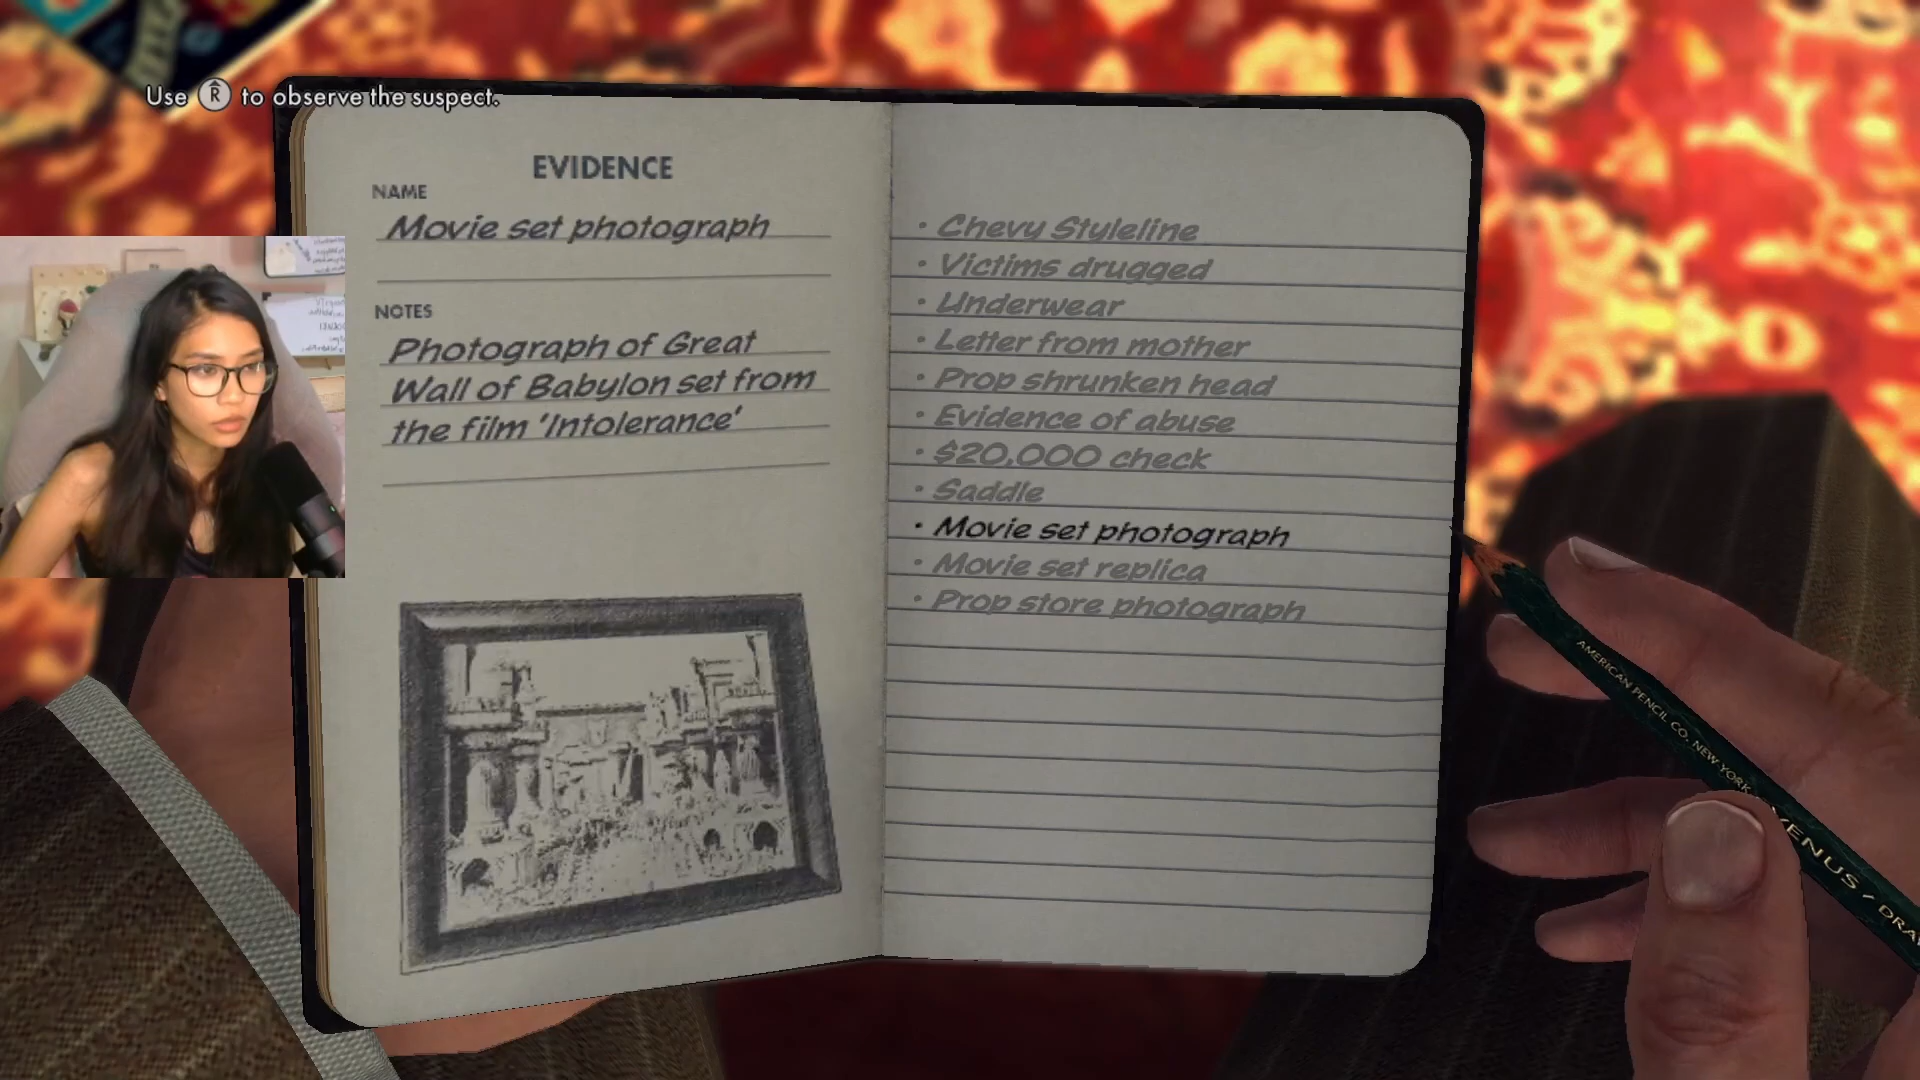 Use R to observe the suspect.
EVIDENCE
NAME
Movie set photograph
NOTES
Photograph of Great
Wall of Babylon set from
the film 'Intolerance'
• Chevy Styleline
• Victims drugged
• Underwear
• Letter from mother
• Prop shrunken head
• Evidence of abuse
• $20,000 check
• Saddle
• Movie set photograph
• Movie set replica
• Prop store photograph
AMERICAN PENCIL CO. NEW YORK
VENUS / DRA